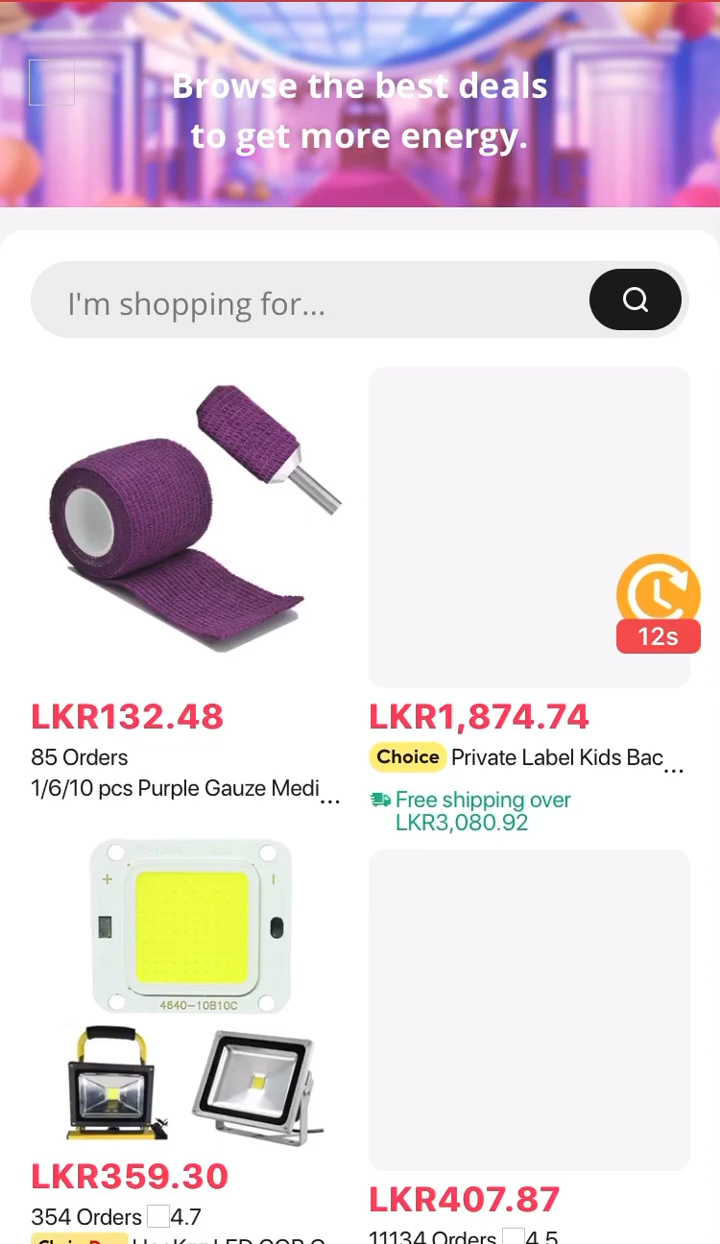 Browse the best deals
to get more energy.
I'm shopping for...
12s
LKR132.48
85 Orders
1/6/10 pcs Purple Gauze Medi...
LKR1,874.74
Choice Private Label Kids Bac...
Free shipping over
LKR3,080.92
+
4640-10B10C
LKR359.30
354 Orders 4.7
LKR407.87
11134 Orders 4.5